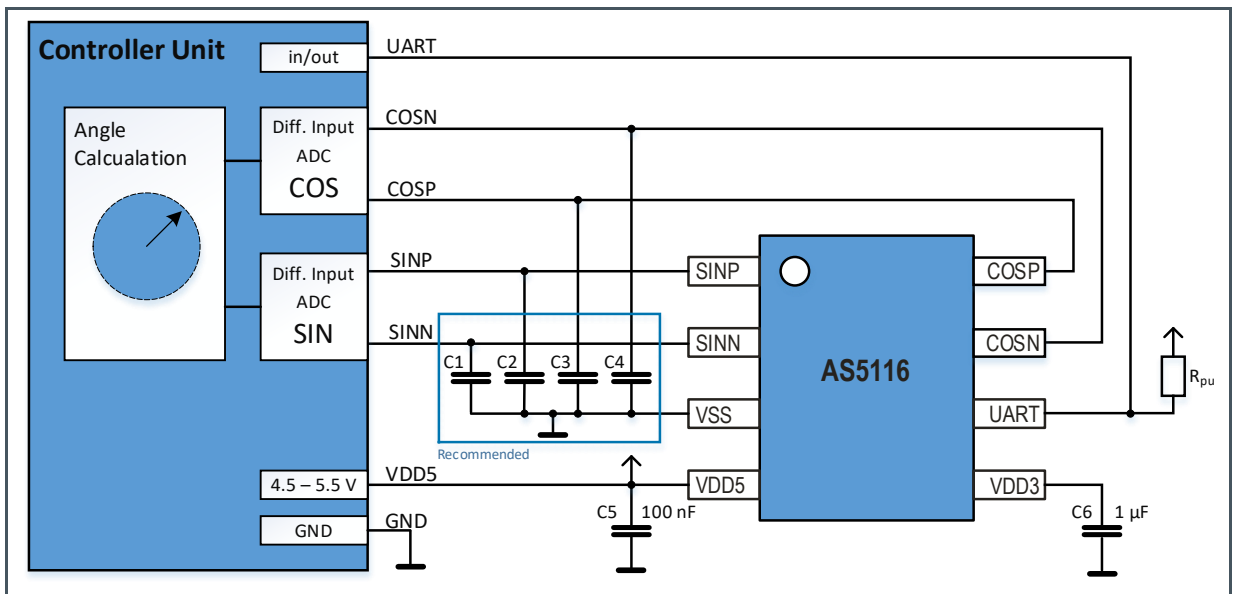 Controller Unit
in/out
UART
Angle
Calcualation
Diff. Input
ADC
COS
COSN
COSP
Diff. Input
ADC
SIN
SINP
SINN
C1
C2
C3
C4
Recommended
4.5 – 5.5 V
VDD5
GND
GND
C5
100 nF
SINP
SINN
VSS
VDD5
AS5116
COSP
COSN
UART
VDD3
Rpu
C6
1 µF